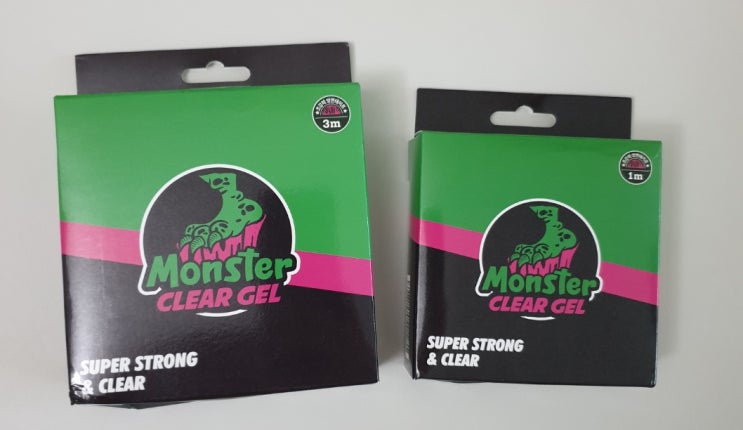 3m
Monster
CLEAR GEL
SUPER STRONG
& CLEAR
1m
Monster
CLEAR GEL
SUPER STRONG
& CLEAR